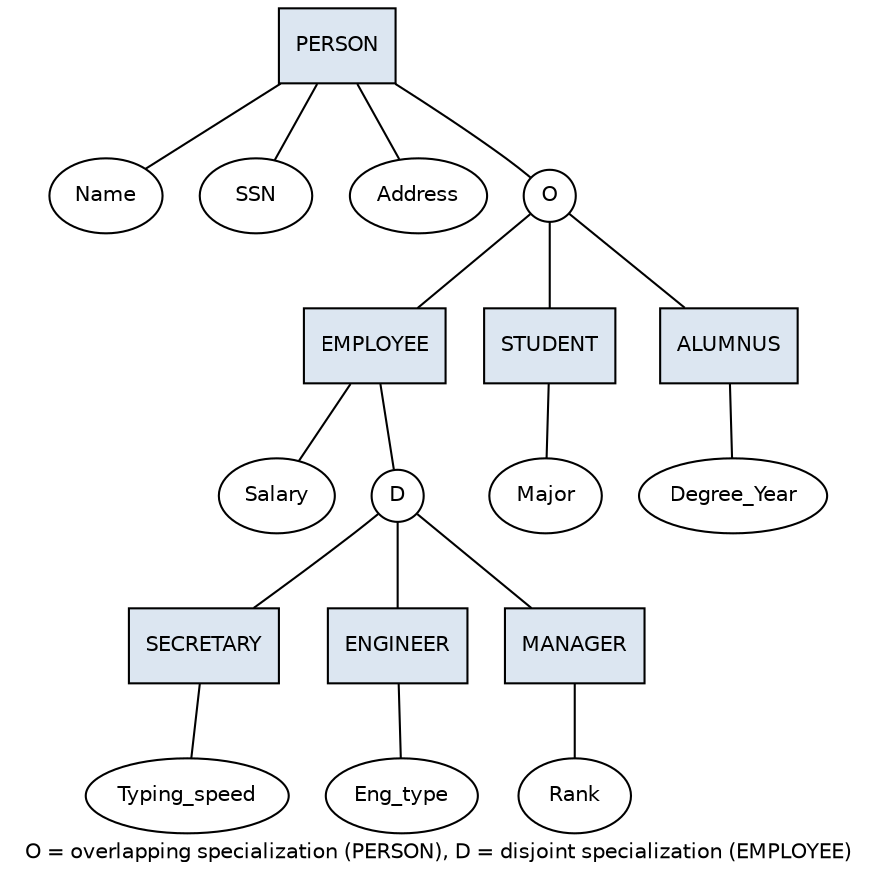 PERSON
Name
SSN
Address
O
EMPLOYEE
STUDENT
ALUMNUS
Salary
D
Major
Degree_Year
SECRETARY
ENGINEER
MANAGER
Typing_speed
Eng_type
Rank
O = overlapping specialization (PERSON), D = disjoint specialization (EMPLOYEE)